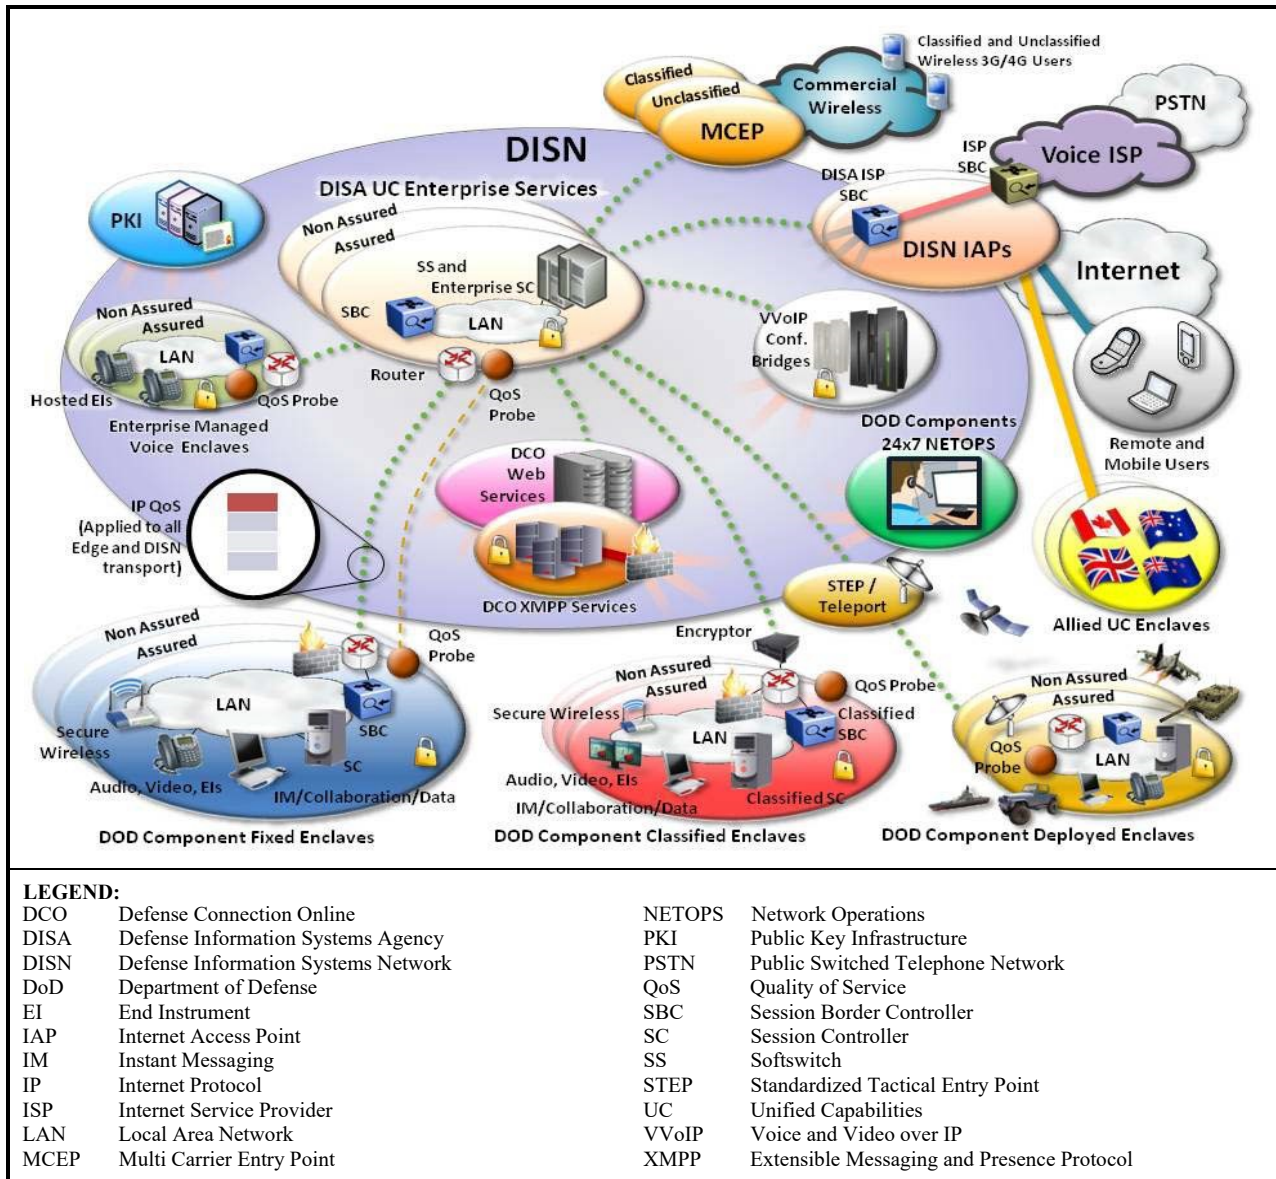 Classified and Unclassified
Wireless 3G/4G Users
Classified
Unclassified
MCEP
Commercial
Wireless
PSTN
Voice ISP
ISP
SBC
DISN
DISA UC Enterprise Services
DISA ISP
SBC
DISN IAPs
Internet
PKI
Non Assured
Assured
SS and
Enterprise SC
SBC
LAN
Router
QoS
Probe
Non Assured
Assured
LAN
Hosted EIs
QoS Probe
Enterprise Managed
Voice Enclaves
VVoIP
Conf.
Bridges
DOD Components
24x7 NETOPS
Remote and
Mobile Users
IP QoS
(Applied to all
Edge and DISN
transport)
DCO
Web
Services
DCO XMPP Services
STEP /
Teleport
Allied UC Enclaves
Non Assured
Assured
QoS
Probe
LAN
Secure
Wireless
SBC
SC
Audio, Video, EIs
IM/Collaboration/Data
DOD Component Fixed Enclaves
Encryptor
Non Assured
Assured
QoS Probe
Secure Wireless
LAN
Classified
SBC
Audio, Video, EIs
IM/Collaboration/Data
Classified SC
DOD Component Classified Enclaves
Non Assured
Assured
QoS
Probe
LAN
DOD Component Deployed Enclaves
LEGEND:
DCO Defense Connection Online
DISA Defense Information Systems Agency
DISN Defense Information Systems Network
DoD Department of Defense
EI End Instrument
IAP Internet Access Point
IM Instant Messaging
IP Internet Protocol
ISP Internet Service Provider
LAN Local Area Network
MCEP Multi Carrier Entry Point
NETOPS Network Operations
PKI Public Key Infrastructure
PSTN Public Switched Telephone Network
QoS Quality of Service
SBC Session Border Controller
SC Session Controller
SS Softswitch
STEP Standardized Tactical Entry Point
UC Unified Capabilities
VVoIP Voice and Video over IP
XMPP Extensible Messaging and Presence Protocol